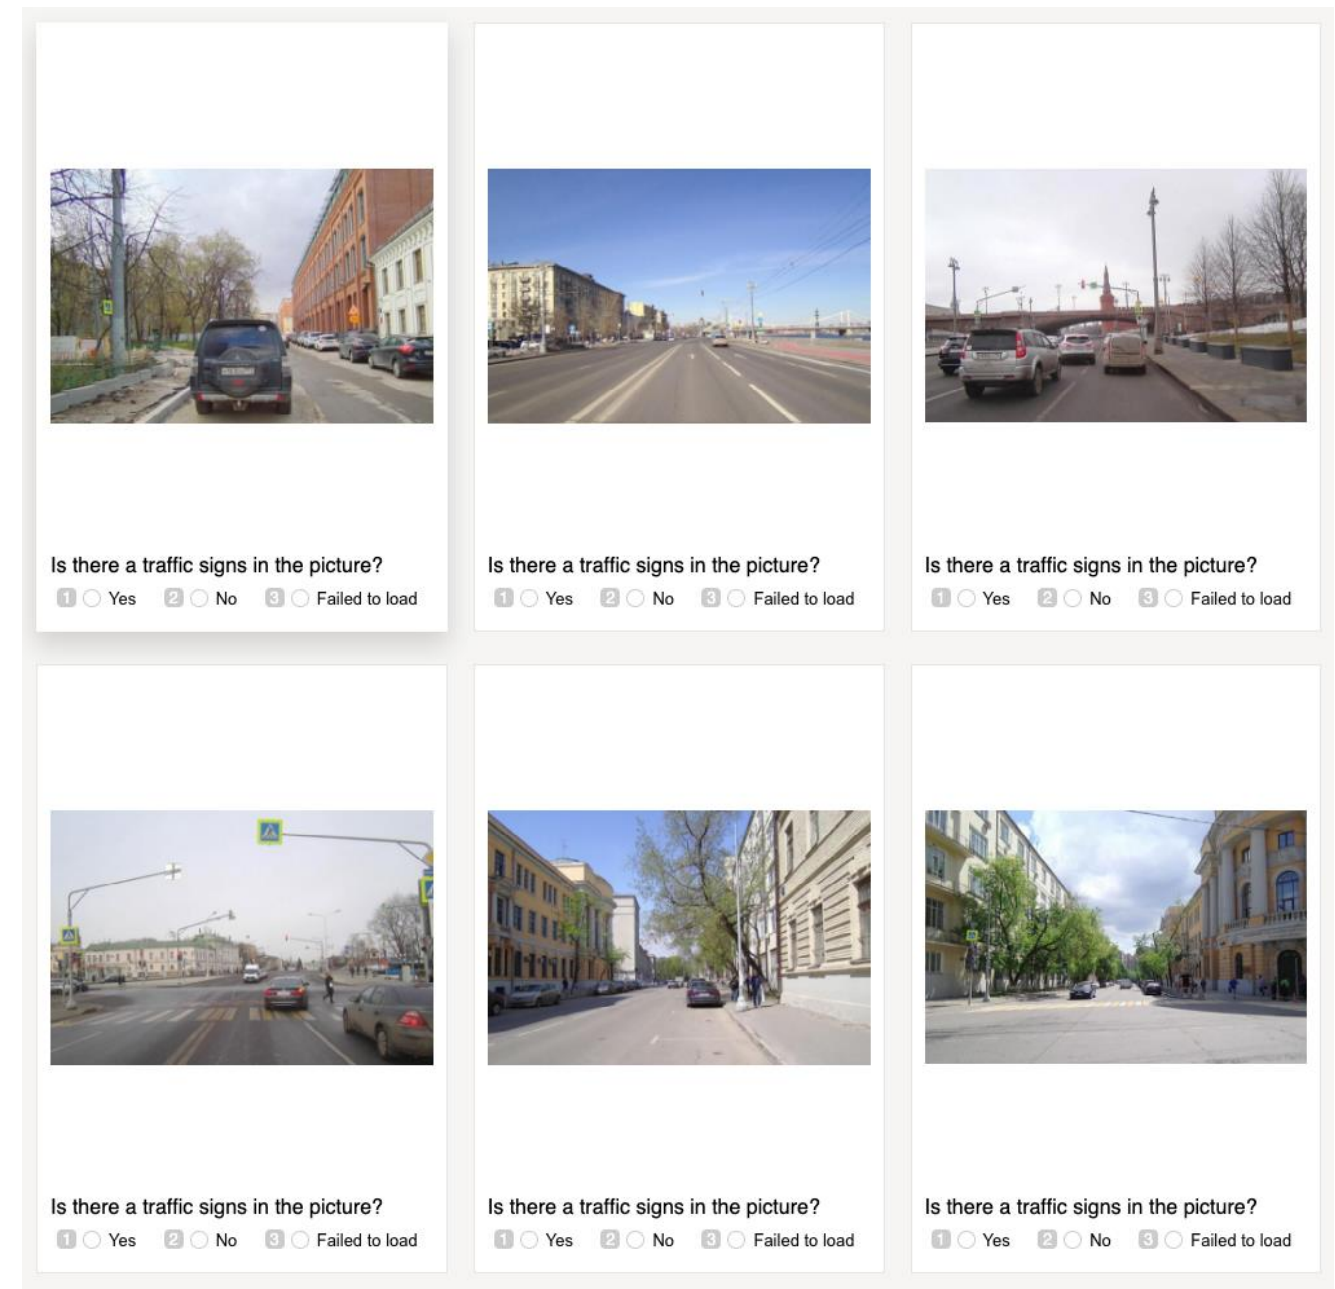 Is there a traffic signs in the picture?
1 Yes 2 No 3 Failed to load
Is there a traffic signs in the picture?
1 Yes 2 No 3 Failed to load
Is there a traffic signs in the picture?
1 Yes 2 No 3 Failed to load
Is there a traffic signs in the picture?
1 Yes 2 No 3 Failed to load
Is there a traffic signs in the picture?
1 Yes 2 No 3 Failed to load
Is there a traffic signs in the picture?
1 Yes 2 No 3 Failed to load